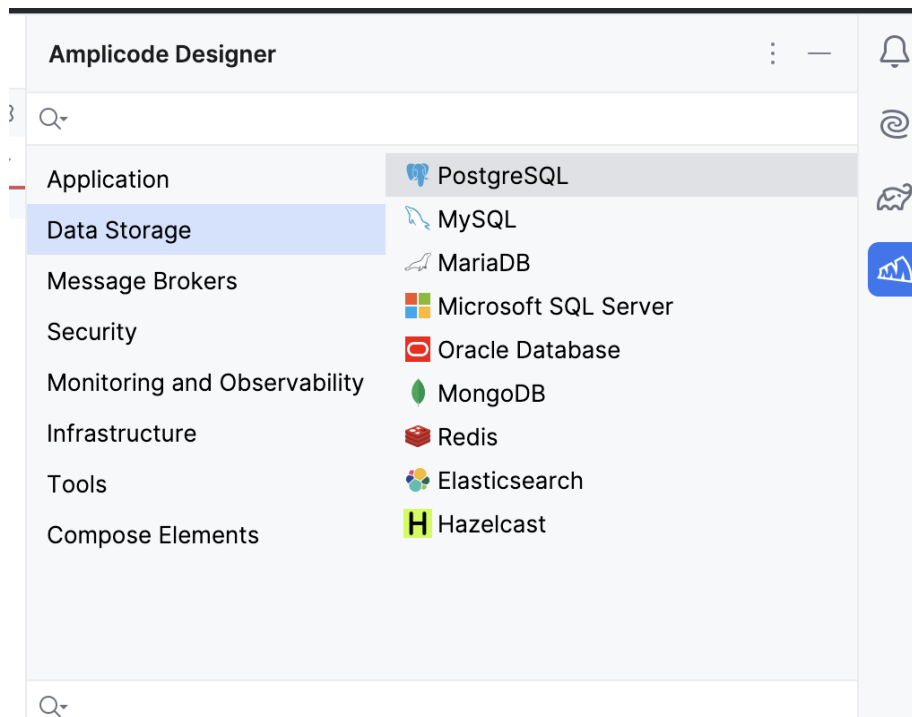 Amplicode Designer
Application
Data Storage
Message Brokers
Security
Monitoring and Observability
Infrastructure
Tools
Compose Elements
PostgreSQL
MySQL
MariaDB
Microsoft SQL Server
Oracle Database
MongoDB
Redis
Elasticsearch
H Hazelcast